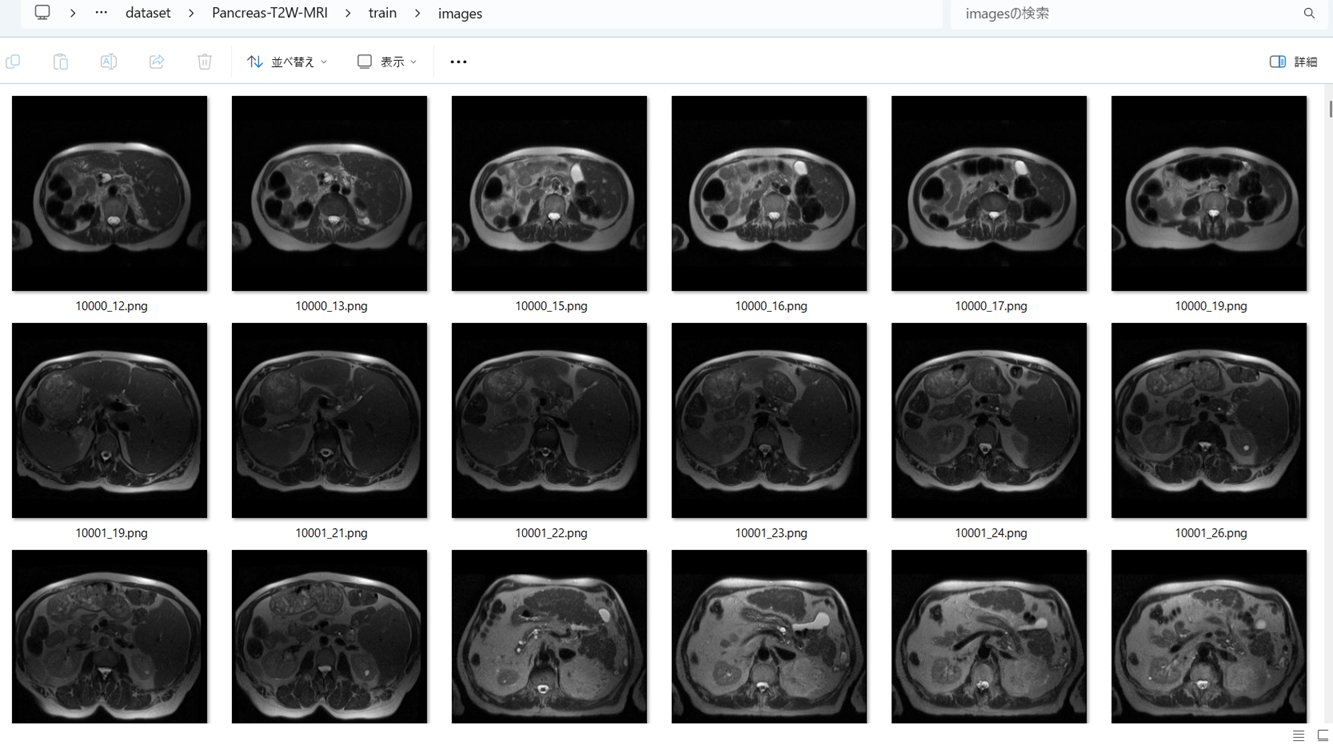 dataset > Pancreas-T2W-MRI > train > images
imagesの検索
並べ替え
表示
詳細
10000_12.png
10000_13.png
10000_15.png
10000_16.png
10000_17.png
10000_19.png
10001_19.png
10001_21.png
10001_22.png
10001_23.png
10001_24.png
10001_26.png